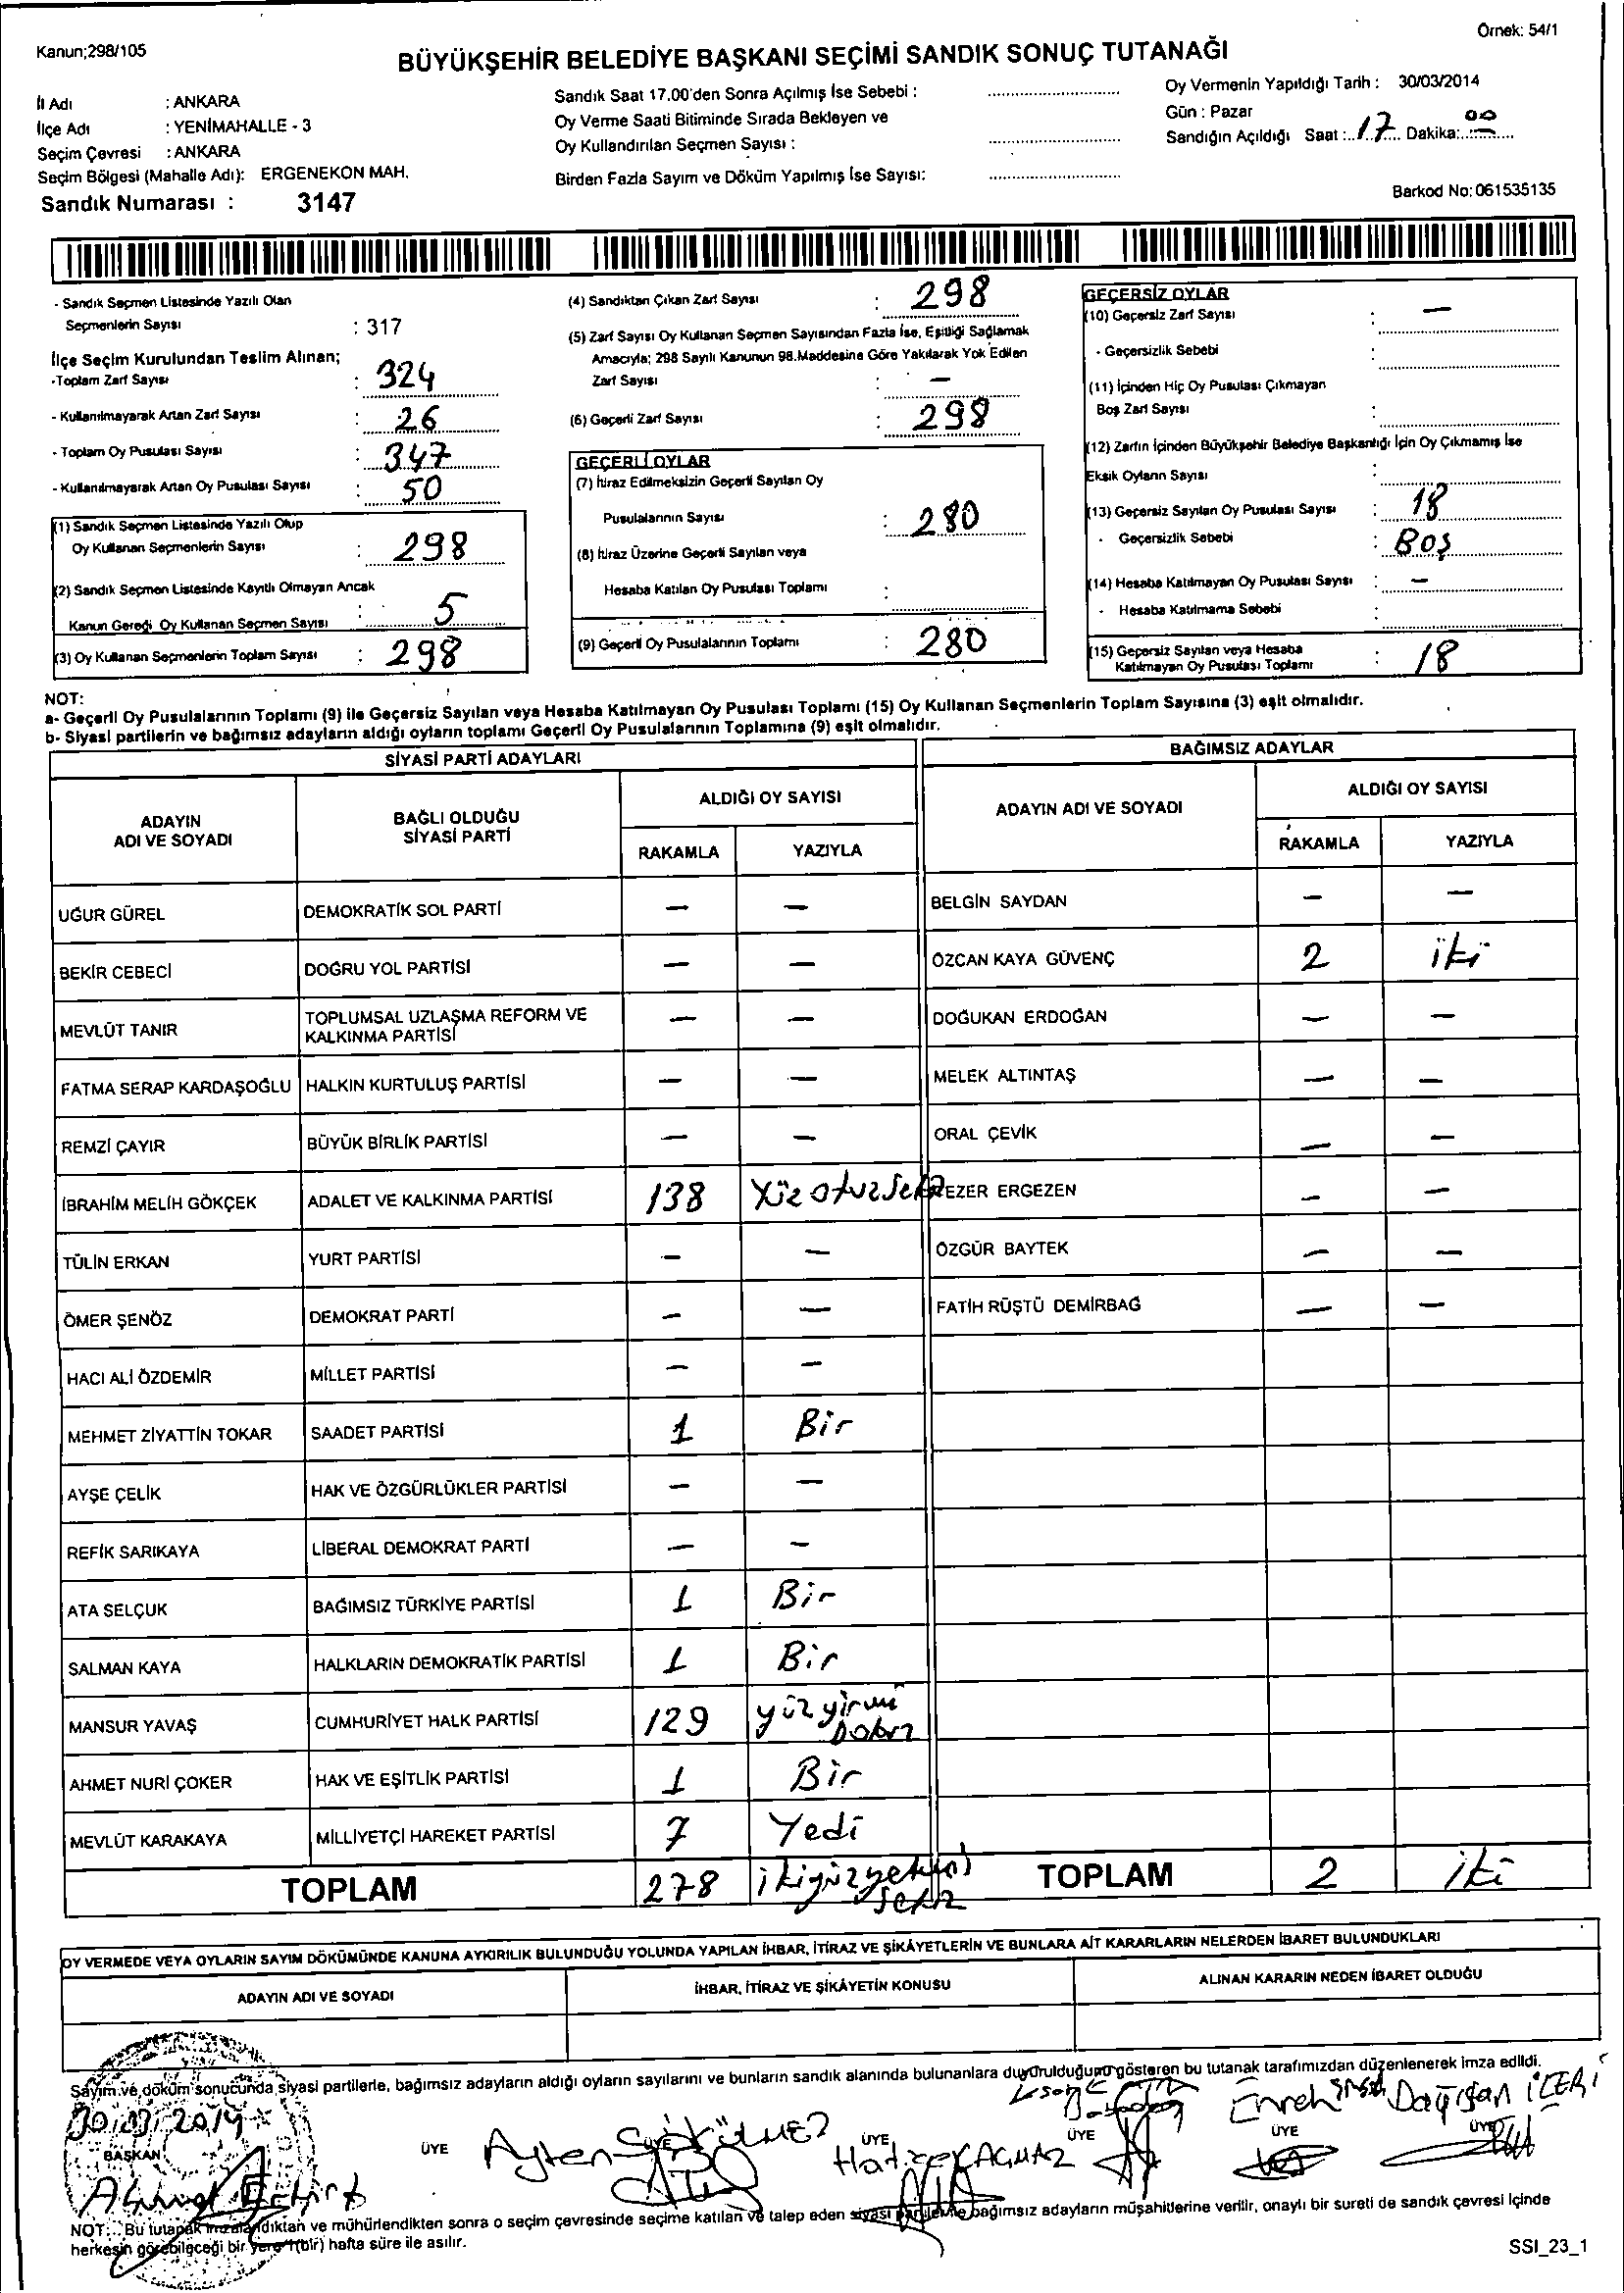 Kanun;298/105
Örnek: 54/1
BÜYÜKŞEHİR BELEDİYE BAŞKANI SEÇİMİ SANDIK SONUÇ TUTANAĞI
İl Adı : ANKARA
İlçe Adı : YENİMAHALLE - 3
Seçim Çevresi : ANKARA
Seçim Bölgesi (Mahalle Adı): ERGENEKON MAH.
Sandık Numarası : 3147
Sandık Saat 17.00'den Sonra Açılmış İse Sebebi :
Oy Verme Saati Bitiminde Sırada Bekleyen ve
Oy Kullandırılan Seçmen Sayısı :
Birden Fazla Sayım ve Döküm Yapılmış İse Sayısı:
Oy Vermenin Yapıldığı Tarih : 30/03/2014
Gün : Pazar
Sandığın Açıldığı Saat : 17 Dakika: 00
Barkod No: 061535135
- Sandık Seçmen Listesinde Yazılı Olan
Seçmenlerin Sayısı : 317
İlçe Seçim Kurulundan Teslim Alınan;
-Toplam Zarf Sayısı : 324
- Kullanılmayarak Artan Zarf Sayısı : 26
- Toplam Oy Pusulası Sayısı : 347
- Kullanılmayarak Artan Oy Pusulası Sayısı : 50
(1) Sandık Seçmen Listesinde Yazılı Olup
Oy Kullanan Seçmenlerin Sayısı : 298
(2) Sandık Seçmen Listesinde Kayıtlı Olmayan Ancak
Kanun Gereği Oy Kullanan Seçmen Sayısı : 5
(3) Oy Kullanan Seçmenlerin Toplam Sayısı : 298
(4) Sandıktan Çıkan Zarf Sayısı : 298
(5) Zarf Sayısı Oy Kullanan Seçmen Sayısından Fazla İse, Eşitliği Sağlamak
Amacıyla; 298 Sayılı Kanunun 98.Maddesine Göre Yakılarak Yok Edilen
Zarf Sayısı : —
(6) Geçerli Zarf Sayısı : 298
GEÇERLİ OYLAR
(7) İtiraz Edilmeksizin Geçerli Sayılan Oy
Pusulalarının Sayısı : 280
(8) İtiraz Üzerine Geçerli Sayılan veya
Hesaba Katılan Oy Pusulası Toplamı :
(9) Geçerli Oy Pusulalarının Toplamı : 280
GEÇERSİZ OYLAR
(10) Geçersiz Zarf Sayısı : —
- Geçersizlik Sebebi :
(11) İçinden Hiç Oy Pusulası Çıkmayan
Boş Zarf Sayısı :
(12) Zarfın İçinden Büyükşehir Belediye Başkanlığı İçin Oy Çıkmamış İse
Eksik Oyların Sayısı :
(13) Geçersiz Sayılan Oy Pusulası Sayısı : 18
- Geçersizlik Sebebi : Boş
(14) Hesaba Katılmayan Oy Pusulası Sayısı : —
- Hesaba Katılmama Sebebi :
(15) Geçersiz Sayılan veya Hesaba
Katılmayan Oy Pusulası Toplamı : 18
NOT:
a- Geçerli Oy Pusulalarının Toplamı (9) ile Geçersiz Sayılan veya Hesaba Katılmayan Oy Pusulası Toplamı (15) Oy Kullanan Seçmenlerin Toplam Sayısına (3) eşit olmalıdır.
b- Siyasi partilerin ve bağımsız adayların aldığı oyların toplamı Geçerli Oy Pusulalarının Toplamına (9) eşit olmalıdır.
SİYASİ PARTİ ADAYLARI BAĞIMSIZ ADAYLAR
ADAYIN ADI VE SOYADI
BAĞLI OLDUĞU SİYASİ PARTİ
ALDIĞI OY SAYISI
RAKAMLA YAZIYLA
ADAYIN ADI VE SOYADI
ALDIĞI OY SAYISI
RAKAMLA YAZIYLA
UĞUR GÜREL DEMOKRATİK SOL PARTİ — — BELGİN SAYDAN — —
BEKİR CEBECİ DOĞRU YOL PARTİSİ — — ÖZCAN KAYA GÜVENÇ 2 iki
MEVLÜT TANIR TOPLUMSAL UZLAŞMA REFORM VE KALKINMA PARTİSİ — — DOĞUKAN ERDOĞAN — —
FATMA SERAP KARDAŞOĞLU HALKIN KURTULUŞ PARTİSİ — — MELEK ALTINTAŞ — —
REMZİ ÇAYIR BÜYÜK BİRLİK PARTİSİ — — ORAL ÇEVİK — —
İBRAHİM MELİH GÖKÇEK ADALET VE KALKINMA PARTİSİ 138 Yüz otuz sekiz EZER ERGEZEN — —
TÜLİN ERKAN YURT PARTİSİ — — ÖZGÜR BAYTEK — —
ÖMER ŞENÖZ DEMOKRAT PARTİ — — FATİH RÜŞTÜ DEMİRBAĞ — —
HACI ALİ ÖZDEMİR MİLLET PARTİSİ — —
MEHMET ZİYATTİN TOKAR SAADET PARTİSİ 1 Bir
AYŞE ÇELİK HAK VE ÖZGÜRLÜKLER PARTİSİ — —
REFİK SARIKAYA LİBERAL DEMOKRAT PARTİ — —
ATA SELÇUK BAĞIMSIZ TÜRKİYE PARTİSİ 1 Bir
SALMAN KAYA HALKLARIN DEMOKRATİK PARTİSİ 1 Bir
MANSUR YAVAŞ CUMHURİYET HALK PARTİSİ 129 yüz yirmi Dokuz
AHMET NURİ ÇOKER HAK VE EŞİTLİK PARTİSİ 1 Bir
MEVLÜT KARAKAYA MİLLİYETÇİ HAREKET PARTİSİ 7 Yedi
TOPLAM 278 ikiyüzyetmiş sekiz TOPLAM 2 iki
OY VERMEDE VEYA OYLARIN SAYIM DÖKÜMÜNDE KANUNA AYKIRILIK BULUNDUĞU YOLUNDA YAPILAN İHBAR, İTİRAZ VE ŞİKÂYETLERİN VE BUNLARA AİT KARARLARIN NELERDEN İBARET BULUNDUKLARI
ADAYIN ADI VE SOYADI İHBAR, İTİRAZ VE ŞİKÂYETİN KONUSU ALINAN KARARIN NEDEN İBARET OLDUĞU
Sayım ve döküm sonucunda siyasi partilerle, bağımsız adayların aldığı oyların sayılarını ve bunların sandık alanında bulunanlara duyurulduğunu gösteren bu tutanak tarafımızdan düzenlenerek imza edildi.
30/03/2014
BAŞKAN ÜYE ÜYE ÜYE ÜYE ÜYE ÜYE
Ayten SÖKÜLMEZ
Hatice KAÇMAZ
Emrah
Dağıstan İLERİ
NOT: Bu tutanak imzalandıktan ve mühürlendikten sonra o seçim çevresinde seçime katılan ve talep eden siyasi partilerle bağımsız adayların müşahitlerine verilir, onaylı bir sureti de sandık çevresi içinde
herkesin görebileceği bir yere 1(bir) hafta süre ile asılır.
SSI_23_1